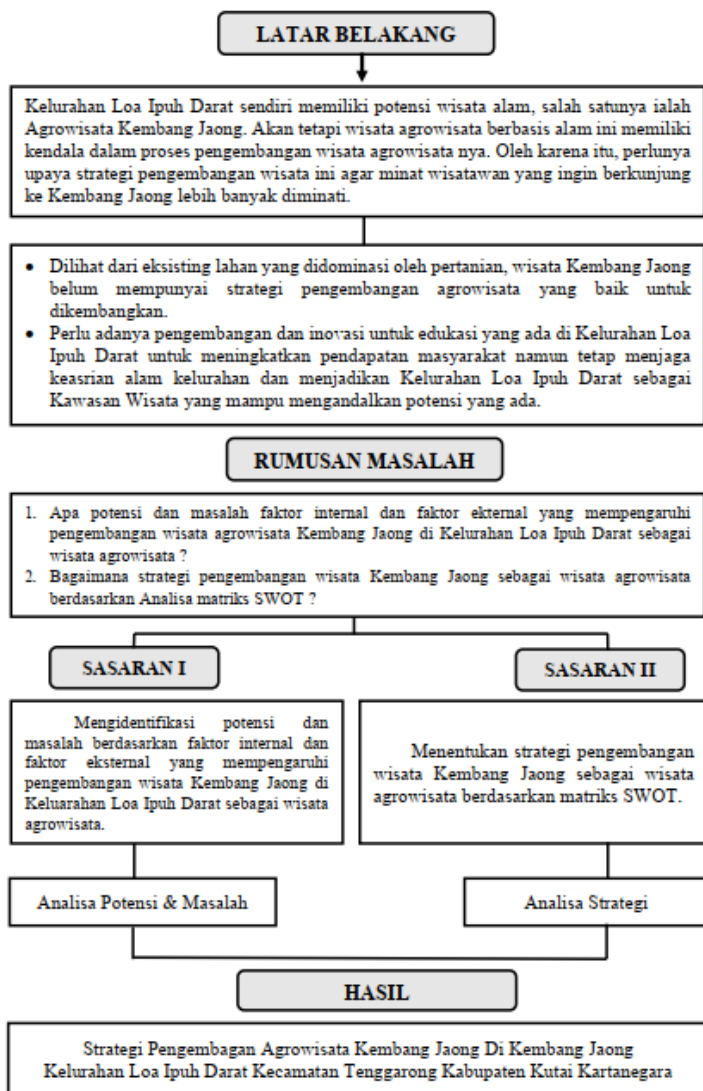 LATAR BELAKANG
Kelurahan Loa Ipuh Darat sendiri memiliki potensi wisata alam, salah satunya ialah
Agrowisata Kembang Jaong. Akan tetapi wisata agrowisata berbasis alam ini memiliki
kendala dalam proses pengembangan wisata agrowisata nya. Oleh karena itu, perlunya
upaya strategi pengembangan wisata ini agar minat wisatawan yang ingin berkunjung
ke Kembang Jaong lebih banyak diminati.
• Dilihat dari eksisting lahan yang didominasi oleh pertanian, wisata Kembang Jaong
belum mempunyai strategi pengembangan agrowisata yang baik untuk
dikembangkan.
• Perlu adanya pengembangan dan inovasi untuk edukasi yang ada di Kelurahan Loa
Ipuh Darat untuk meningkatkan pendapatan masyarakat namun tetap menjaga
keasrian alam kelurahan dan menjadikan Kelurahan Loa Ipuh Darat sebagai
Kawasan Wisata yang mampu mengandalkan potensi yang ada.
RUMUSAN MASALAH
1. Apa potensi dan masalah faktor internal dan faktor ekternal yang mempengaruhi
pengembangan wisata agrowisata Kembang Jaong di Kelurahan Loa Ipuh Darat sebagai
wisata agrowisata ?
2. Bagaimana strategi pengembangan wisata Kembang Jaong sebagai wisata agrowisata
berdasarkan Analisa matriks SWOT ?
SASARAN I
Mengidentifikasi potensi dan
masalah berdasarkan faktor internal dan
faktor eksternal yang mempengaruhi
pengembangan wisata Kembang Jaong di
Keluarahan Loa Ipuh Darat sebagai wisata
agrowisata.
Analisa Potensi & Masalah
SASARAN II
Menentukan strategi pengembangan
wisata Kembang Jaong sebagai wisata
agrowisata berdasarkan matriks SWOT.
Analisa Strategi
HASIL
Strategi Pengembagan Agrowisata Kembang Jaong Di Kembang Jaong
Kelurahan Loa Ipuh Darat Kecamatan Tenggarong Kabupaten Kutai Kartanegara